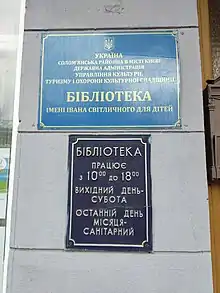 УКРАЇНА
СОЛОМ'ЯНСЬКА РАЙОННА В МІСТІ КИЄВІ
ДЕРЖАВНА АДМІНІСТРАЦІЯ
УПРАВЛІННЯ КУЛЬТУРИ,
ТУРИЗМУ І ОХОРОНИ КУЛЬТУРНОЇ СПАДЩИНИ
БІБЛІОТЕКА
ІМЕНІ ІВАНА СВІТЛИЧНОГО ДЛЯ ДІТЕЙ
БІБЛІОТЕКА
ПРАЦЮЄ
З 10⁰⁰ ДО 18⁰⁰
ВИХІДНИЙ ДЕНЬ-
СУБОТА
ОСТАННІЙ ДЕНЬ
МІСЯЦЯ-
САНІТАРНИЙ